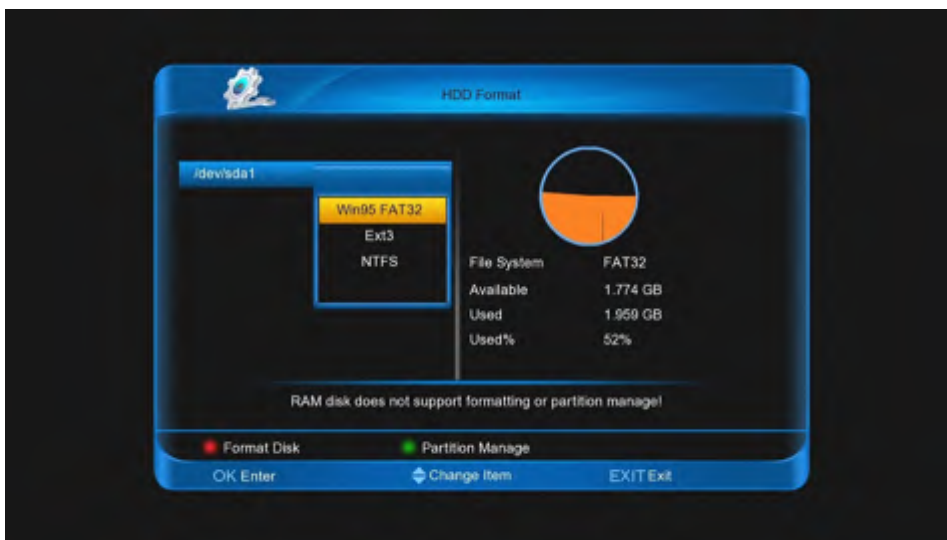 HDD Format
/dev/sda1
Win95 FAT32
Ext3
NTFS
File System FAT32
Available 1.774 GB
Used 1.959 GB
Used% 52%
RAM disk does not support formatting or partition manage!
Format Disk Partition Manage
OK Enter Change Item EXIT Exit